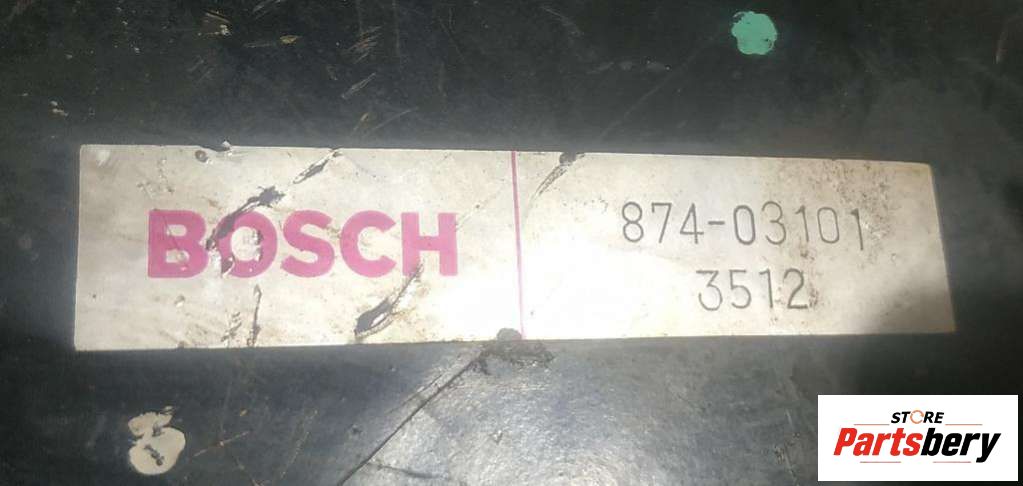 BOSCH
874-03101
3512
STORE
Partsbery